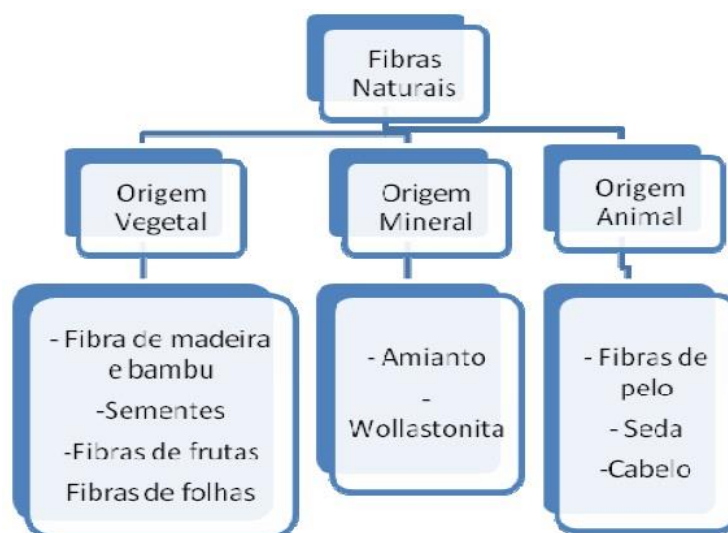 Fibras
Naturais
Origem
Vegetal
Origem
Mineral
Origem
Animal
- Fibra de madeira
e bambu
-Sementes
-Fibras de frutas
Fibras de folhas
- Amianto
-
Wollastonita
- Fibras de
pelo
- Seda
-Cabelo